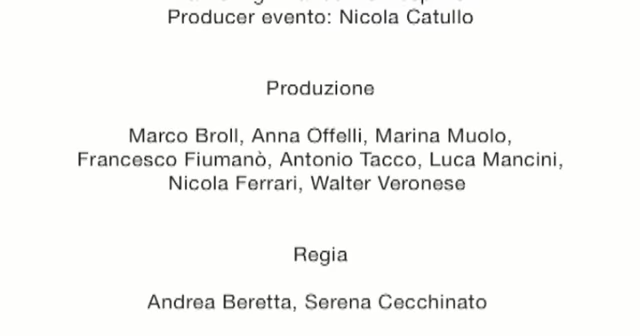 Producer evento: Nicola Catullo
Produzione
Marco Broll, Anna Offelli, Marina Muolo,
Francesco Fiumanò, Antonio Tacco, Luca Mancini,
Nicola Ferrari, Walter Veronese
Regia
Andrea Beretta, Serena Cecchinato